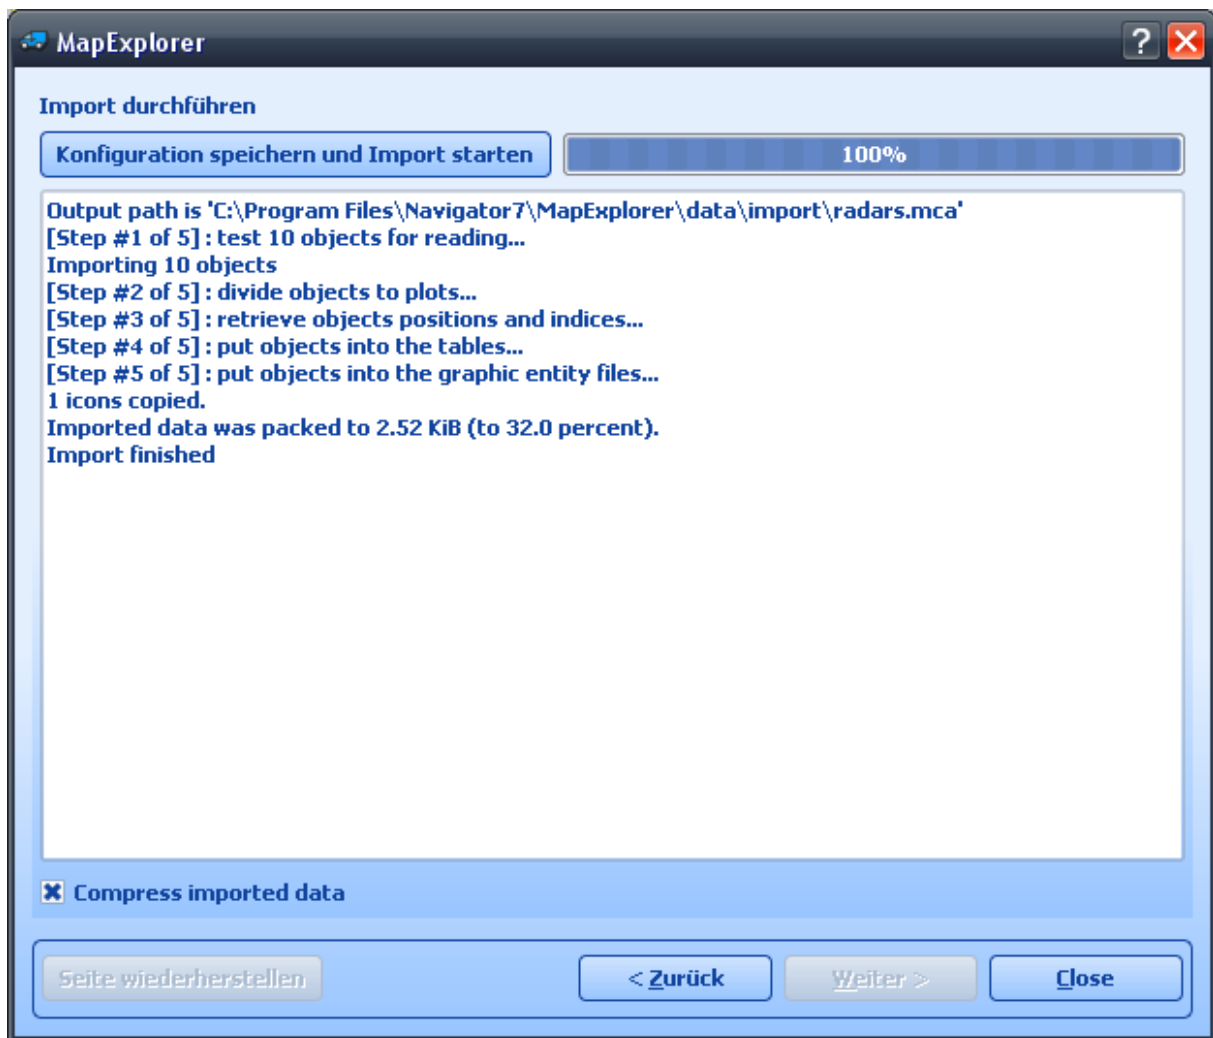 MapExplorer
Import durchführen
Konfiguration speichern und Import starten
100%
Output path is 'C:\Program Files\Navigator7\MapExplorer\data\import\radars.mca'
[Step #1 of 5] : test 10 objects for reading...
Importing 10 objects
[Step #2 of 5] : divide objects to plots...
[Step #3 of 5] : retrieve objects positions and indices...
[Step #4 of 5] : put objects into the tables...
[Step #5 of 5] : put objects into the graphic entity files...
1 icons copied.
Imported data was packed to 2.52 KiB (to 32.0 percent).
Import finished
Compress imported data
Seite wiederherstellen
< Zurück
Weiter >
Close